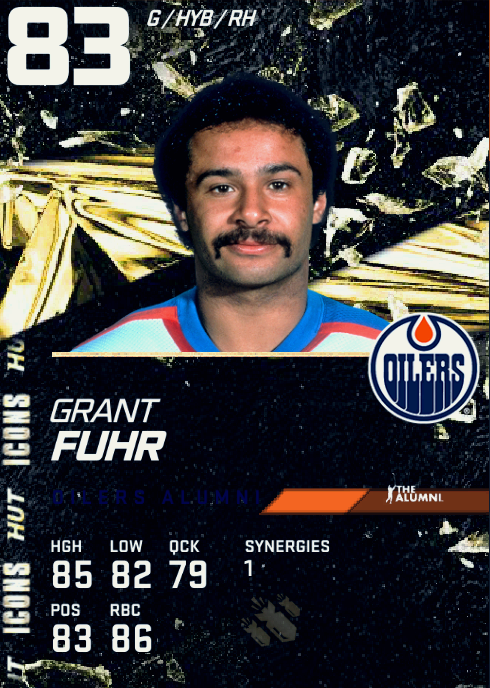 83
G / HYB / RH
OILERS
GRANT
FUHR
OILERS ALUMNI
THE
ALUMNI.
HGH LOW QCK SYNERGIES
85 82 79 1
POS RBC
83 86
HUT ICONS HUT ICONS HUT